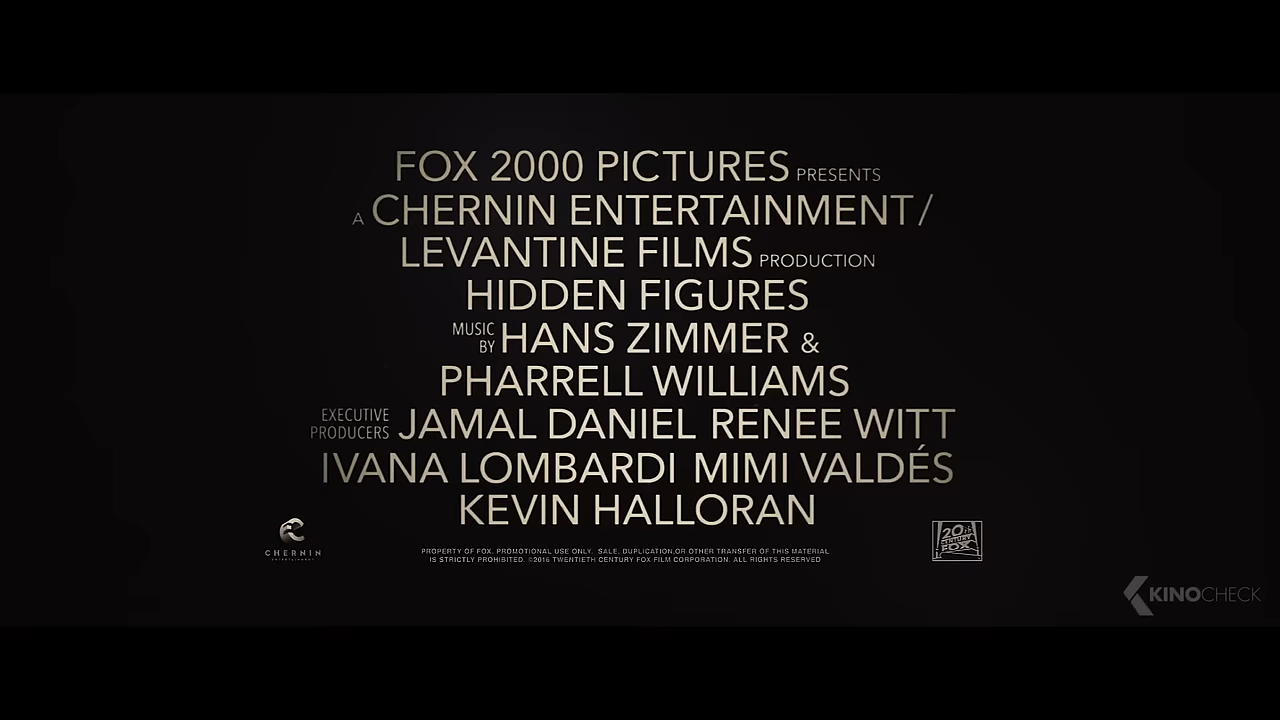 FOX 2000 PICTURES PRESENTS
A CHERNIN ENTERTAINMENT/
LEVANTINE FILMS PRODUCTION
HIDDEN FIGURES
MUSIC BY HANS ZIMMER &
PHARRELL WILLIAMS
EXECUTIVE PRODUCERS JAMAL DANIEL RENEE WITT
IVANA LOMBARDI MIMI VALDÉS
KEVIN HALLORAN
CHERNIN
ENTERTAINMENT
PROPERTY OF FOX. PROMOTIONAL USE ONLY. SALE, DUPLICATION,OR OTHER TRANSFER OF THIS MATERIAL
IS STRICTLY PROHIBITED. ©2016 TWENTIETH CENTURY FOX FILM CORPORATION. ALL RIGHTS RESERVED
20th
CENTURY
FOX
KINOCHECK